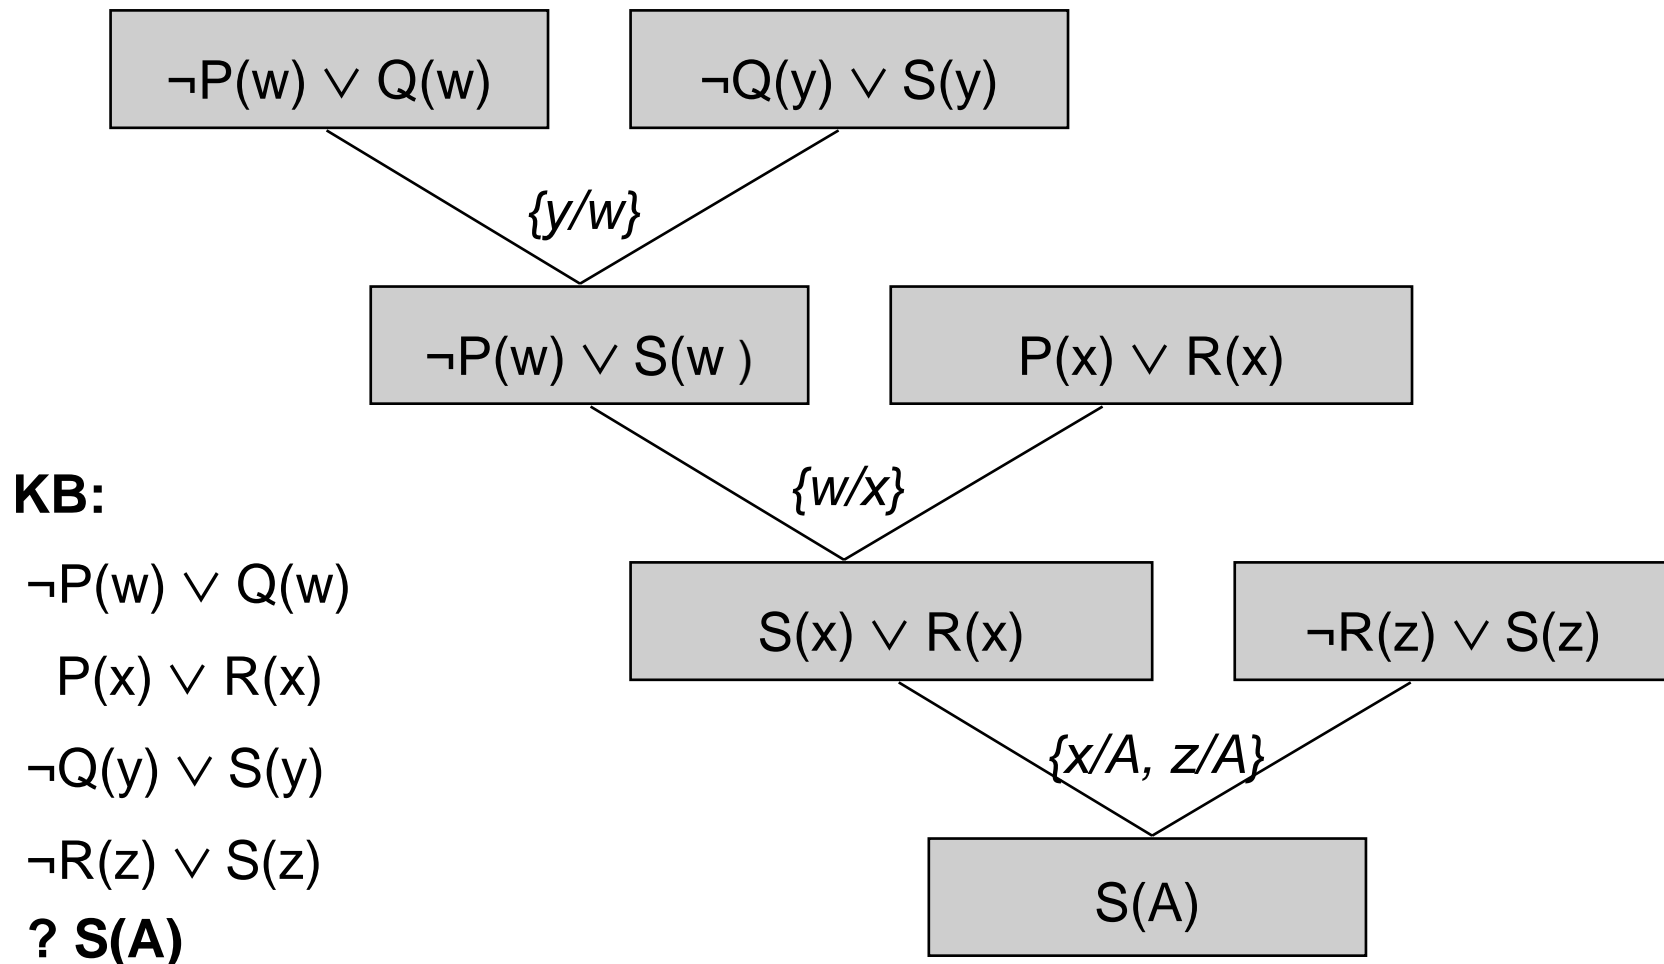 ¬P(w) ∨ Q(w)
¬Q(y) ∨ S(y)
{y/w}
¬P(w) ∨ S(w )
P(x) ∨ R(x)
{w/x}
KB:
¬P(w) ∨ Q(w)
P(x) ∨ R(x)
¬Q(y) ∨ S(y)
¬R(z) ∨ S(z)
? S(A)
S(x) ∨ R(x)
¬R(z) ∨ S(z)
{x/A, z/A}
S(A)